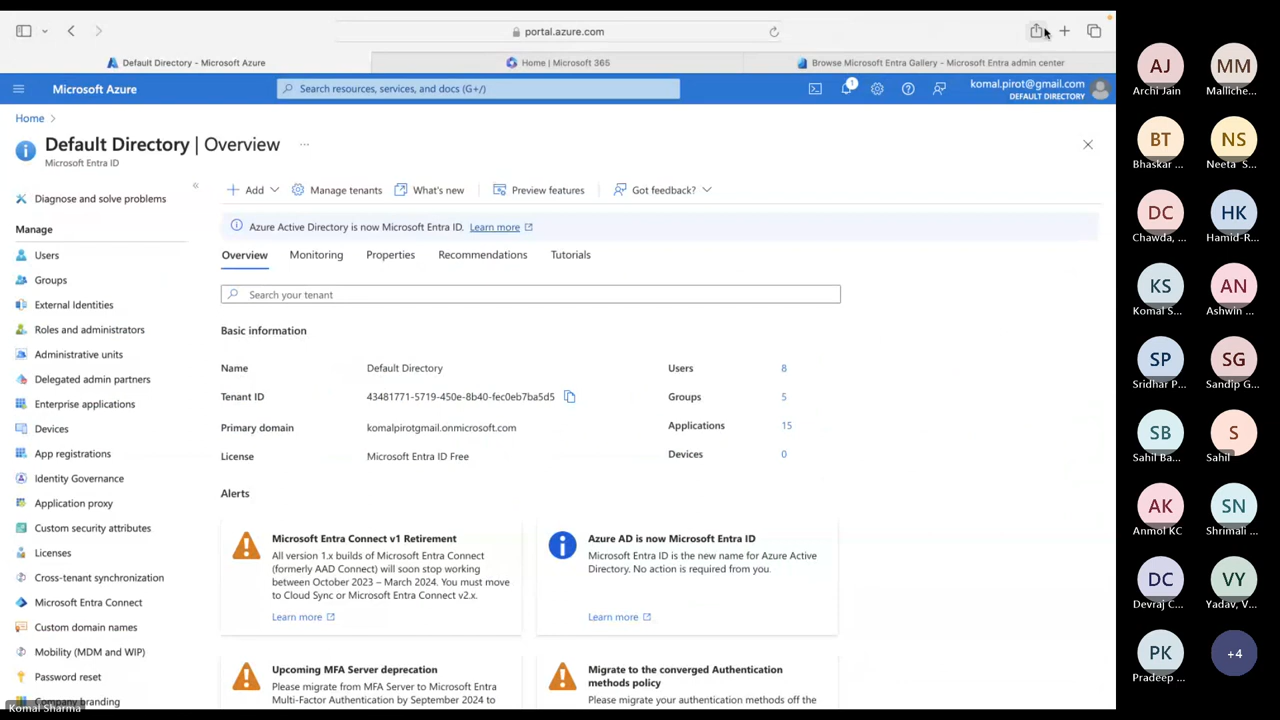 portal.azure.com
Default Directory - Microsoft Azure
Home | Microsoft 365
Browse Microsoft Entra Gallery - Microsoft Entra admin center
Microsoft Azure
Search resources, services, and docs (G+/)
1
komal.pirot@gmail.com
DEFAULT DIRECTORY
Home >
Default Directory | Overview
Microsoft Entra ID
Diagnose and solve problems
Manage
Users
Groups
External Identities
Roles and administrators
Administrative units
Delegated admin partners
Enterprise applications
Devices
App registrations
Identity Governance
Application proxy
Custom security attributes
Licenses
Cross-tenant synchronization
Microsoft Entra Connect
Custom domain names
Mobility (MDM and WIP)
Password reset
Company branding
Komal Sharma
Add
Manage tenants
What's new
Preview features
Got feedback?
Azure Active Directory is now Microsoft Entra ID. Learn more
Overview
Monitoring
Properties
Recommendations
Tutorials
Search your tenant
Basic information
Name Default Directory Users 8
Tenant ID 43481771-5719-450e-8b40-fec0eb7ba5d5 Groups 5
Primary domain komalpirotgmail.onmicrosoft.com Applications 15
License Microsoft Entra ID Free Devices 0
Alerts
Microsoft Entra Connect v1 Retirement
All version 1.x builds of Microsoft Entra Connect
(formerly AAD Connect) will soon stop working
between October 2023 – March 2024. You must move
to Cloud Sync or Microsoft Entra Connect v2.x.
Learn more
Azure AD is now Microsoft Entra ID
Microsoft Entra ID is the new name for Azure Active
Directory. No action is required from you.
Learn more
Upcoming MFA Server deprecation
Please migrate from MFA Server to Microsoft Entra
Multi-Factor Authentication by September 2024 to
Migrate to the converged Authentication
methods policy
Please migrate your authentication methods off the
AJ
Archi Jain
MM
Malliche...
BT
Bhaskar ...
NS
Neeta S...
DC
Chawda, ...
HK
Hamid-R...
KS
Komal S...
AN
Ashwin ...
SP
Sridhar P...
SG
Sandip G...
SB
Sahil Ba...
S
Sahil
AK
Anmol KC
SN
Shrimali ...
DC
Devraj C...
VY
Yadav, V...
PK
Pradeep ...
+4